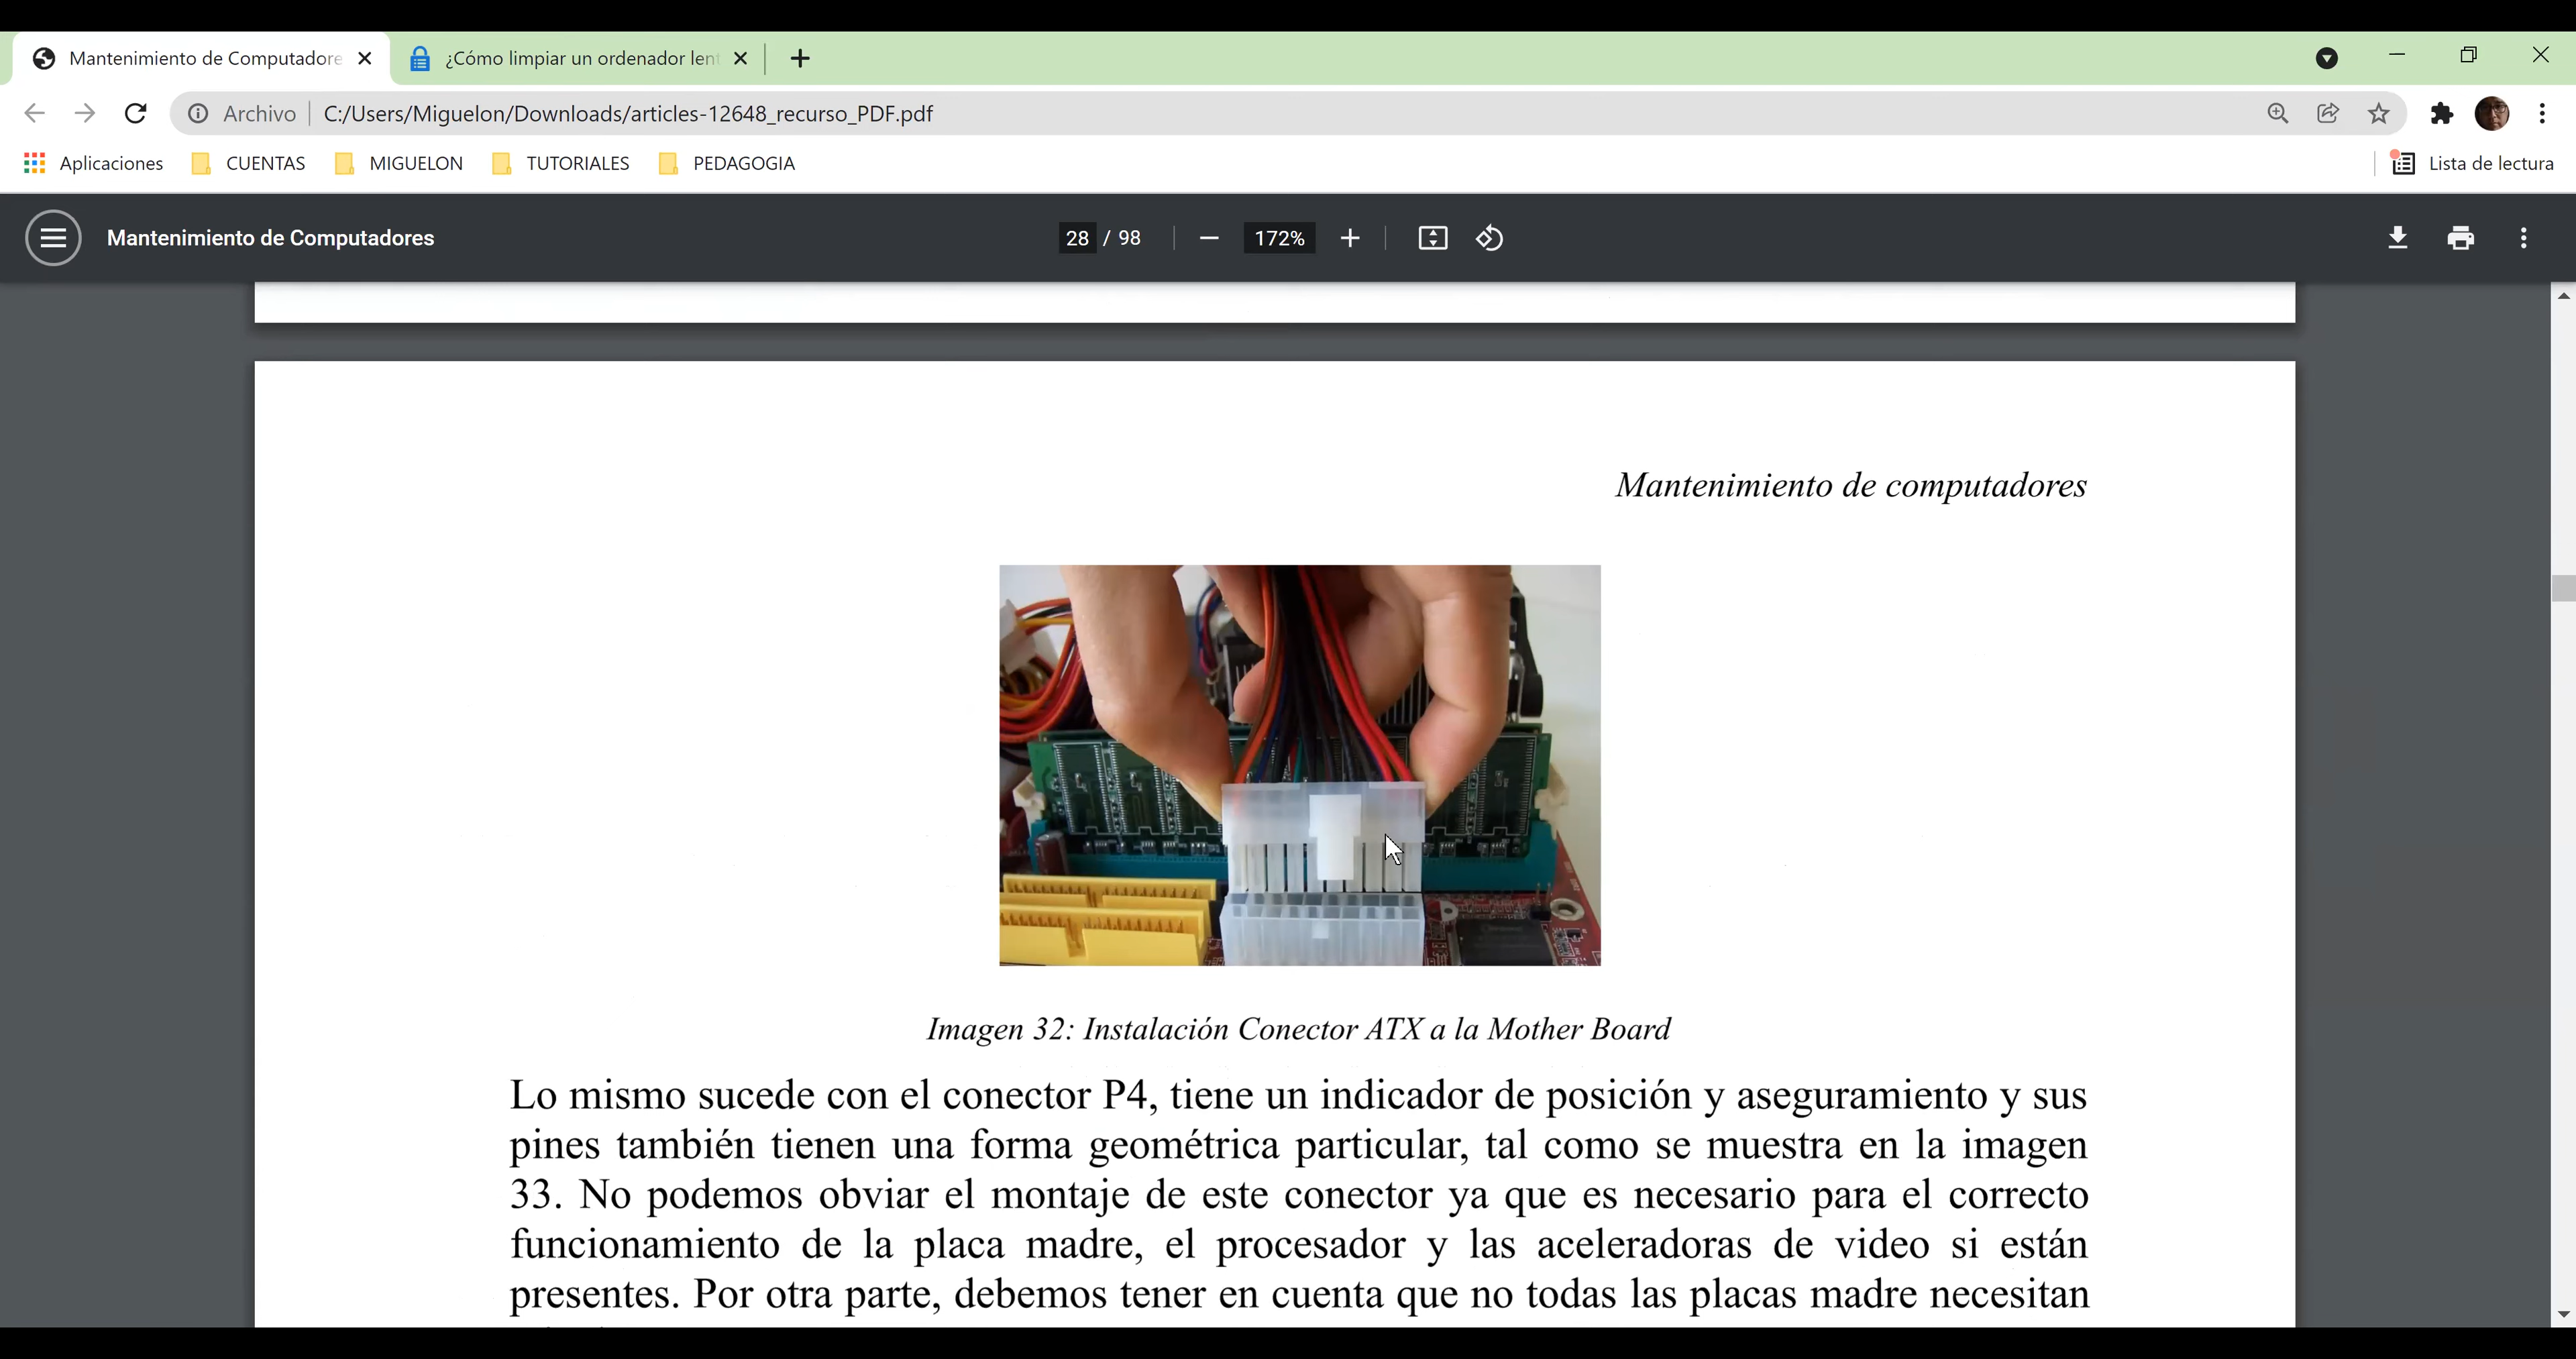 Mantenimiento de Computadore
¿Cómo limpiar un ordenador lent
Archivo
C:/Users/Miguelon/Downloads/articles-12648_recurso_PDF.pdf
Aplicaciones
CUENTAS
MIGUELON
TUTORIALES
PEDAGOGIA
Lista de lectura
Mantenimiento de Computadores
28 / 98
172%
Mantenimiento de computadores
Imagen 32: Instalación Conector ATX a la Mother Board
Lo mismo sucede con el conector P4, tiene un indicador de posición y aseguramiento y sus
pines también tienen una forma geométrica particular, tal como se muestra en la imagen
33. No podemos obviar el montaje de este conector ya que es necesario para el correcto
funcionamiento de la placa madre, el procesador y las aceleradoras de video si están
presentes. Por otra parte, debemos tener en cuenta que no todas las placas madre necesitan